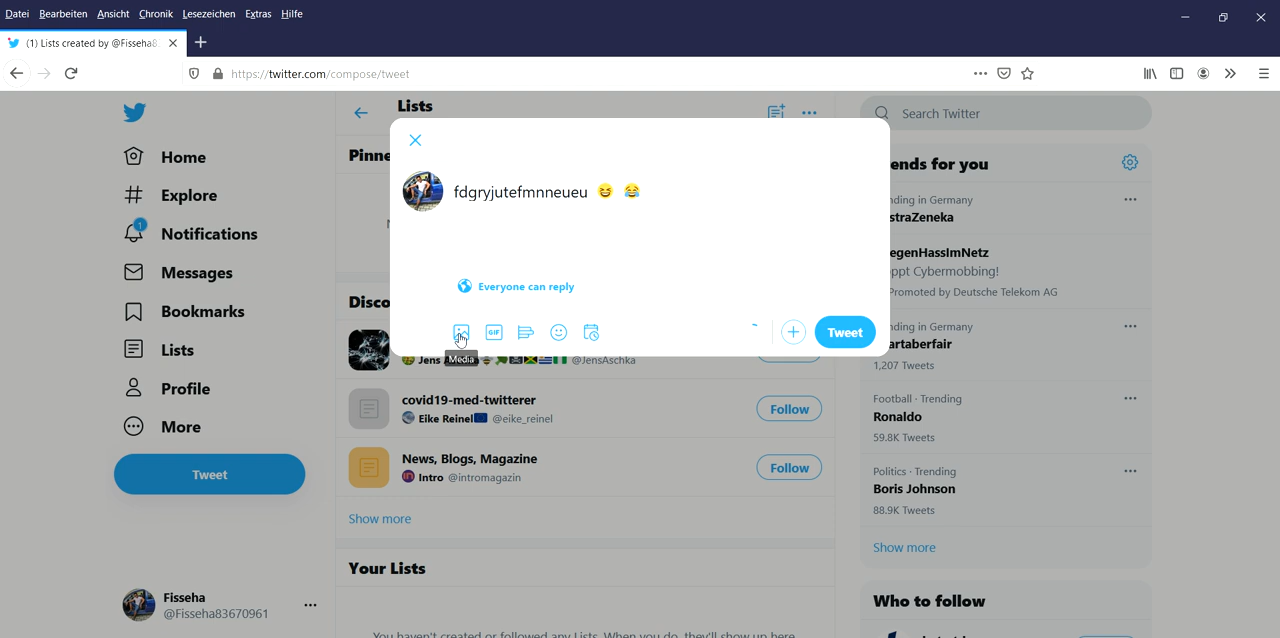 Datei Bearbeiten Ansicht Chronik Lesezeichen Extras Hilfe
(1) Lists created by @Fisseha8
https://twitter.com/compose/tweet
Home
Explore
1
Notifications
Messages
Bookmarks
Lists
Profile
More
Tweet
Fisseha
@Fisseha83670961
Lists
Pinne
fdgryjutefmnneueu 😆 😂
Everyone can reply
GIF
Tweet
Media
Disco
Jens @JensAschka
covid19-med-twitterer
Eike Reinel @eike_reinel
Follow
News, Blogs, Magazine
Intro @intromagazin
Follow
Show more
Your Lists
You haven't created or followed any Lists. When you do, they'll show up here.
Search Twitter
ends for you
nding in Germany
straZeneka
egenHassImNetz
ppt Cybermobbing!
Promoted by Deutsche Telekom AG
nding in Germany
artaberfair
1,207 Tweets
Football · Trending
Ronaldo
59.8K Tweets
Politics · Trending
Boris Johnson
88.9K Tweets
Show more
Who to follow